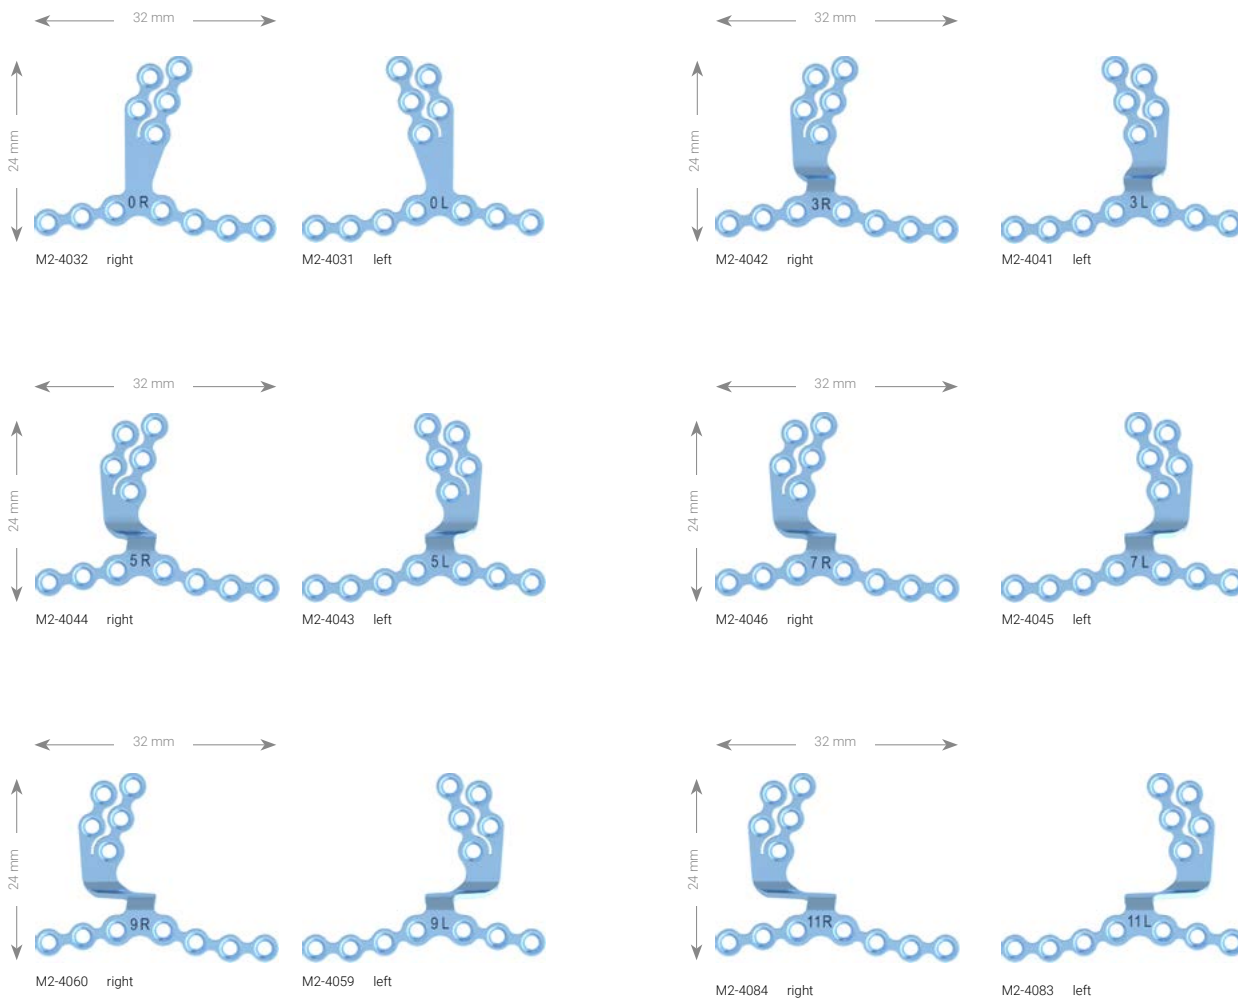 32 mm
32 mm
24 mm
24 mm
0 R
0 L
3 R
3 L
M2-4032 right
M2-4031 left
M2-4042 right
M2-4041 left
32 mm
32 mm
24 mm
24 mm
5 R
5 L
7 R
7 L
M2-4044 right
M2-4043 left
M2-4046 right
M2-4045 left
32 mm
32 mm
24 mm
24 mm
9 R
9 L
11 R
11 L
M2-4060 right
M2-4059 left
M2-4084 right
M2-4083 left